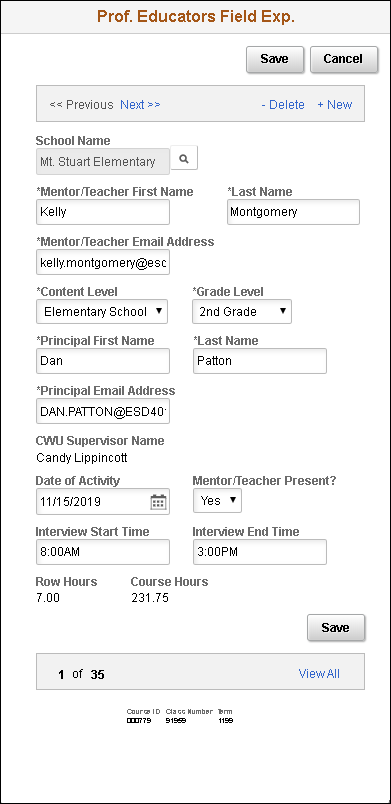 Prof. Educators Field Exp.
Save Cancel
<< Previous Next >> - Delete + New
School Name
Mt. Stuart Elementary
*Mentor/Teacher First Name *Last Name
Kelly Montgomery
*Mentor/Teacher Email Address
kelly.montgomery@esd
*Content Level *Grade Level
Elementary School 2nd Grade
*Principal First Name *Last Name
Dan Patton
*Principal Email Address
DAN.PATTON@ESD401
CWU Supervisor Name
Candy Lippincott
Date of Activity Mentor/Teacher Present?
11/15/2019 Yes
Interview Start Time Interview End Time
8:00AM 3:00PM
Row Hours Course Hours
7.00 231.75
Save
1 of 35 View All
Course ID Class Number Term
000779 91959 1199